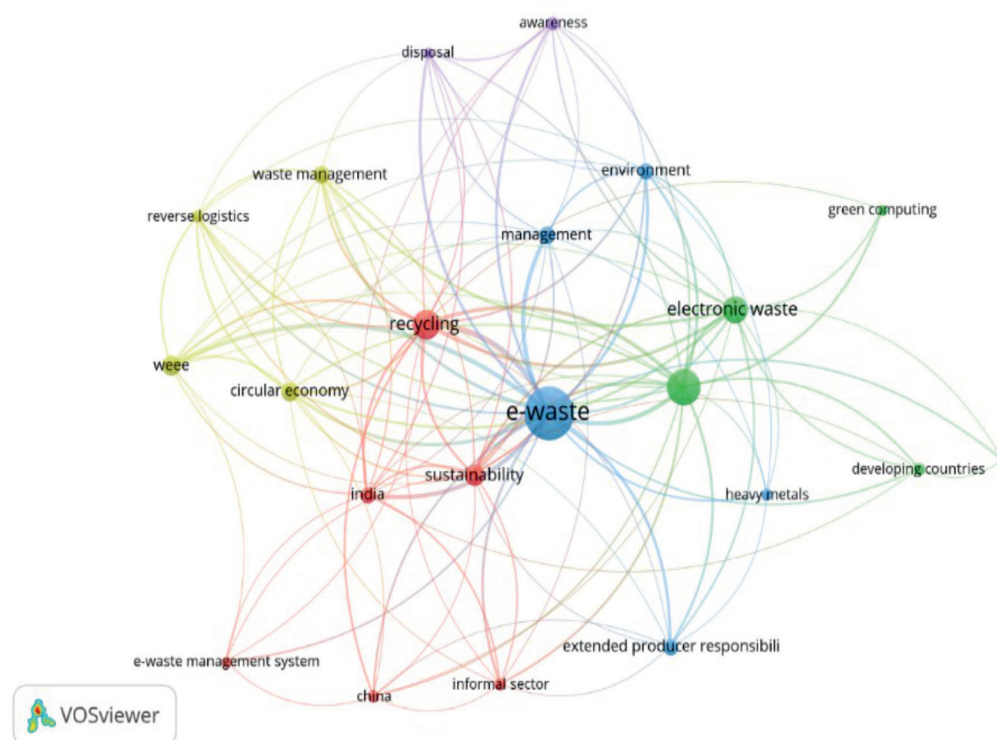 awareness
disposal
environment
waste management
green computing
reverse logistics
management
electronic waste
recycling
weee
circular economy
e-waste
developing countries
sustainability
india
heavy metals
extended producer responsibili
e-waste management system
informal sector
china
VOSviewer